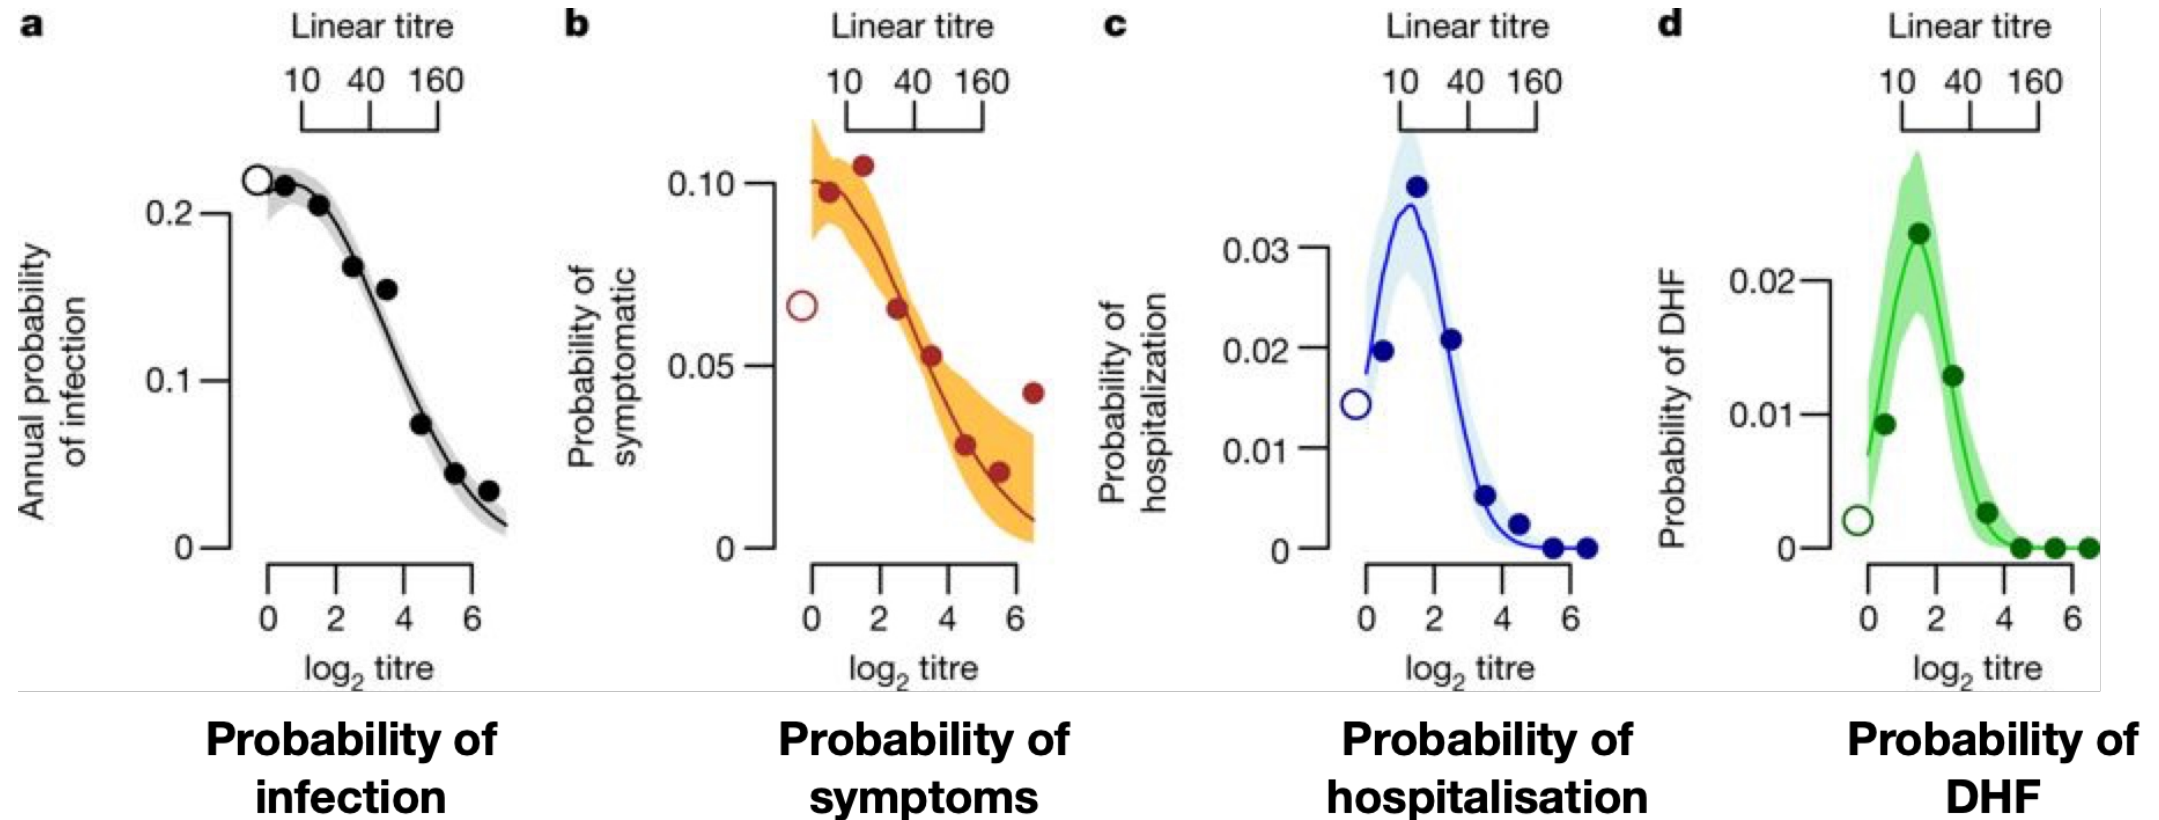 a
Linear titre
10 40 160
Annual probability
of infection
0.2
0.1
0
0 2 4 6
log₂ titre
b
Linear titre
10 40 160
Probability of
symptomatic
0.10
0.05
0
0 2 4 6
log₂ titre
c
Linear titre
10 40 160
Probability of
hospitalization
0.03
0.02
0.01
0
0 2 4 6
log₂ titre
d
Linear titre
10 40 160
Probability of DHF
0.02
0.01
0
0 2 4 6
log₂ titre
Probability of
infection
Probability of
symptoms
Probability of
hospitalisation
Probability of
DHF